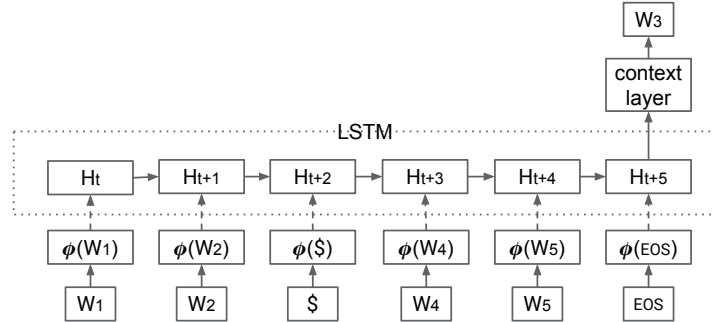 W3
context
layer
LSTM
Ht Ht+1 Ht+2 Ht+3 Ht+4 Ht+5
ϕ(W1) ϕ(W2) ϕ($) ϕ(W4) ϕ(W5) ϕ(EOS)
W1 W2 $ W4 W5 EOS